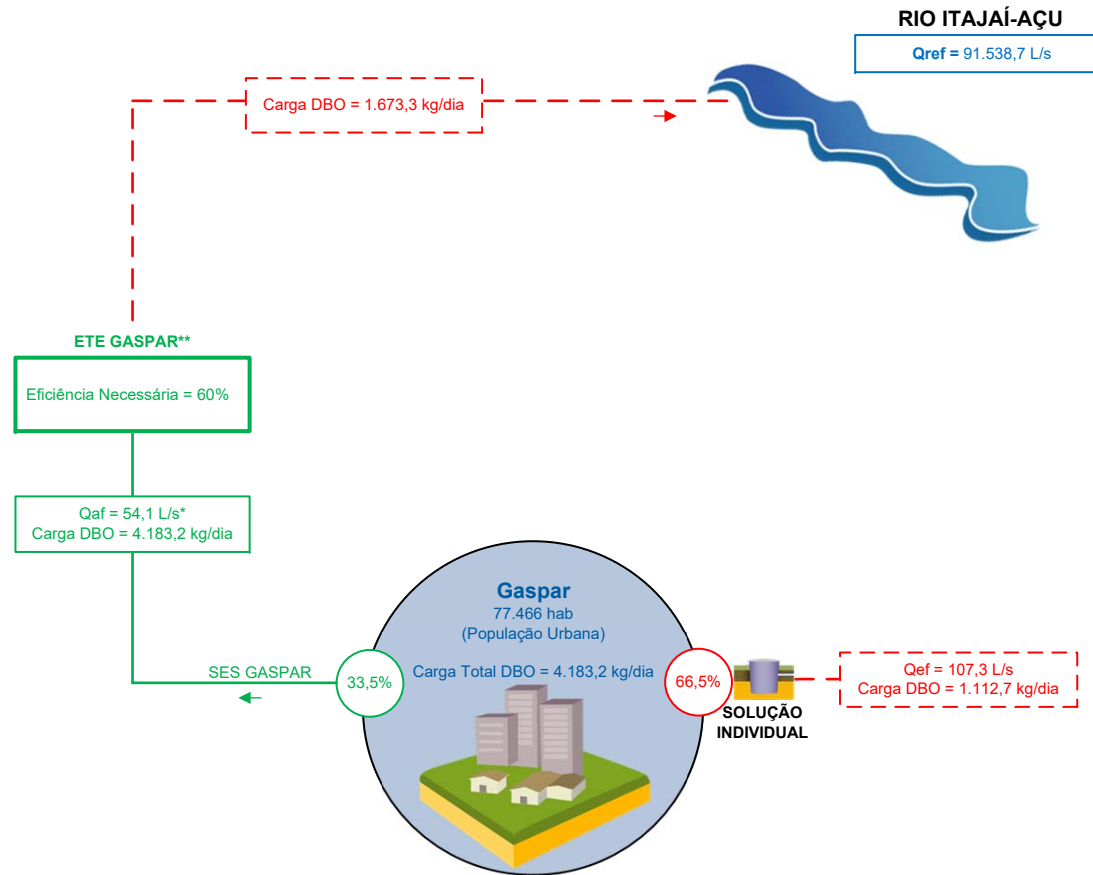 RIO ITAJAÍ-AÇU
Qref = 91.538,7 L/s
Carga DBO = 1.673,3 kg/dia
ETE GASPAR**
Eficiência Necessária = 60%
Qaf = 54,1 L/s*
Carga DBO = 4.183,2 kg/dia
SES GASPAR
33,5%
Gaspar
77.466 hab
(População Urbana)
Carga Total DBO = 4.183,2 kg/dia
66,5%
SOLUÇÃO
INDIVIDUAL
Qef = 107,3 L/s
Carga DBO = 1.112,7 kg/dia